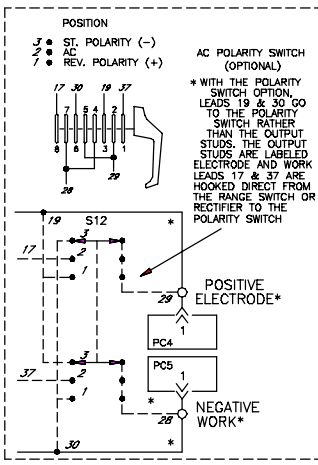 POSITION
3 ST. POLARITY (-)
2 AC
1 REV. POLARITY (+)
AC POLARITY SWITCH
(OPTIONAL)
* WITH THE POLARITY
SWITCH OPTION,
LEADS 19 & 30 GO
TO THE POLARITY
SWITCH RATHER
THAN THE OUTPUT
STUDS. THE OUTPUT
STUDS ARE LABELED
ELECTRODE AND WORK
LEADS 17 & 37 ARE
HOOKED DIRECT FROM
THE RANGE SWITCH OR
RECTIFIER TO THE
POLARITY SWITCH
17 30 19 37
7 5 4 2
8 6 3 1
28 29
19 S12 *
3
17 2
1
29
POSITIVE
ELECTRODE*
1
PC4
PC5
3
37 2
1
1
*
28
NEGATIVE
WORK*
30 *